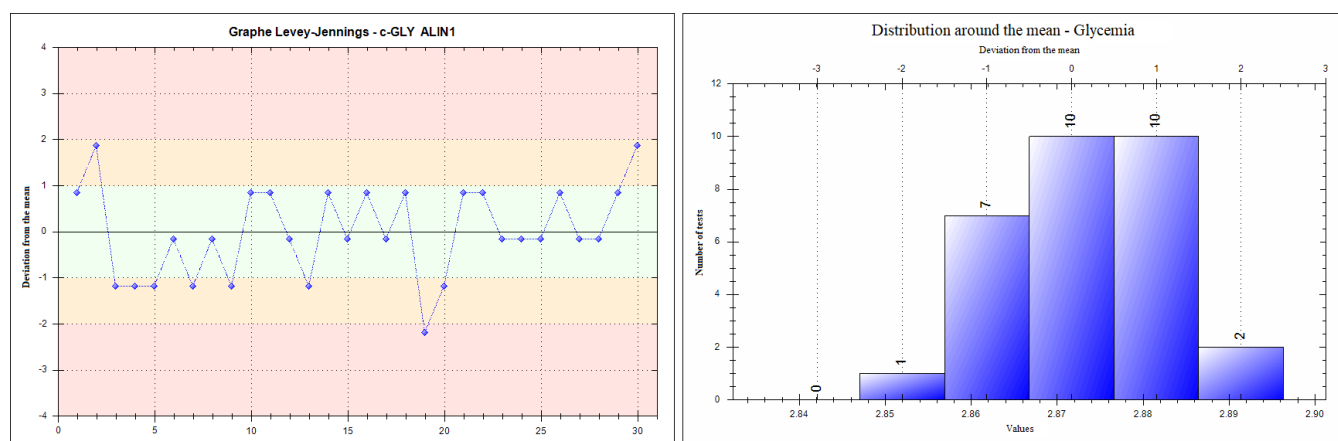 Graphe Levey-Jennings - c-GLY ALIN1
Deviation from the mean
4
3
2
1
0
-1
-2
-3
-4
0 5 10 15 20 25 30
Distribution around the mean - Glycemia
Deviation from the mean
-3 -2 -1 0 1 2 3
Number of tests
12
10
8
6
4
2
0
0 1 7 10 10 2
2.84 2.85 2.86 2.87 2.88 2.89 2.90
Values